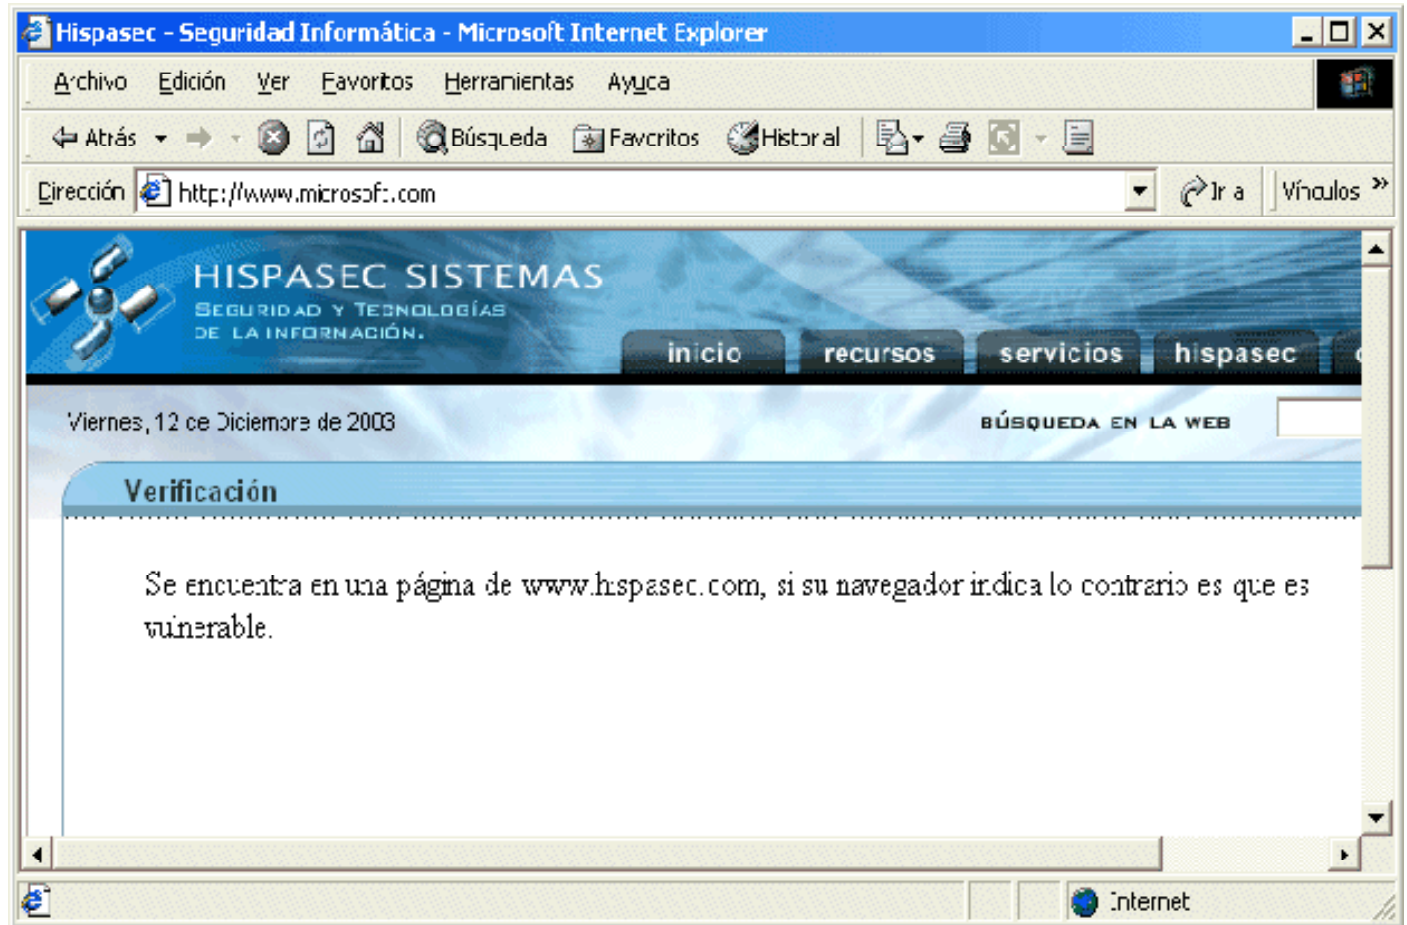 Hispasec - Seguridad Informática - Microsoft Internet Explorer
Archivo Edición Ver Favoritos Herramientas Ayuda
Atrás Búsqueda Favoritos Historial
Dirección http://www.microsoft.com Ir a Vínculos »
HISPASEC SISTEMAS
SEGURIDAD Y TECNOLOGÍAS
DE LA INFORMACIÓN.
inicio recursos servicios hispasec
Viernes, 12 de Diciembre de 2003 BÚSQUEDA EN LA WEB
Verificación
Se encuentra en una página de www.hispasec.com, si su navegador indica lo contrario es que es
vulnerable.
Internet